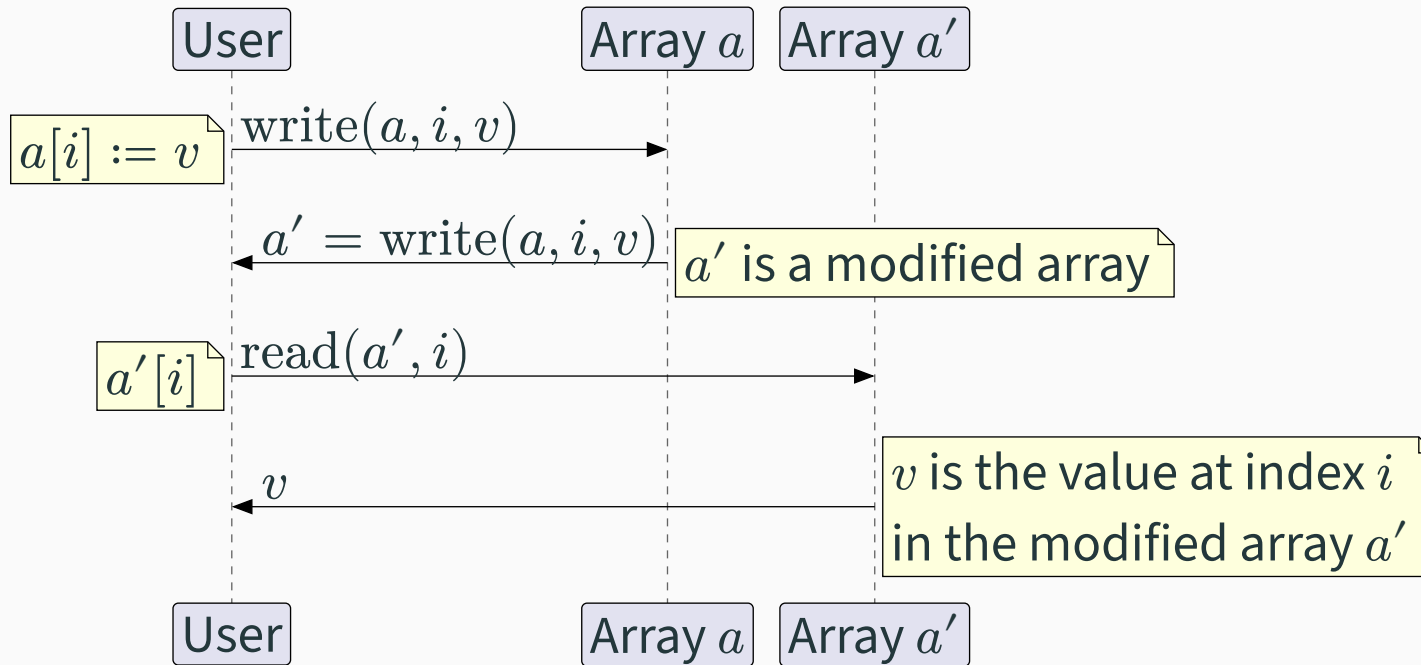 User Array a Array a′
write(a, i, v)
a[i] := v
a′ = write(a, i, v)
a′ is a modified array
read(a′, i)
a′[i]
v
v is the value at index i
in the modified array a′
User Array a Array a′